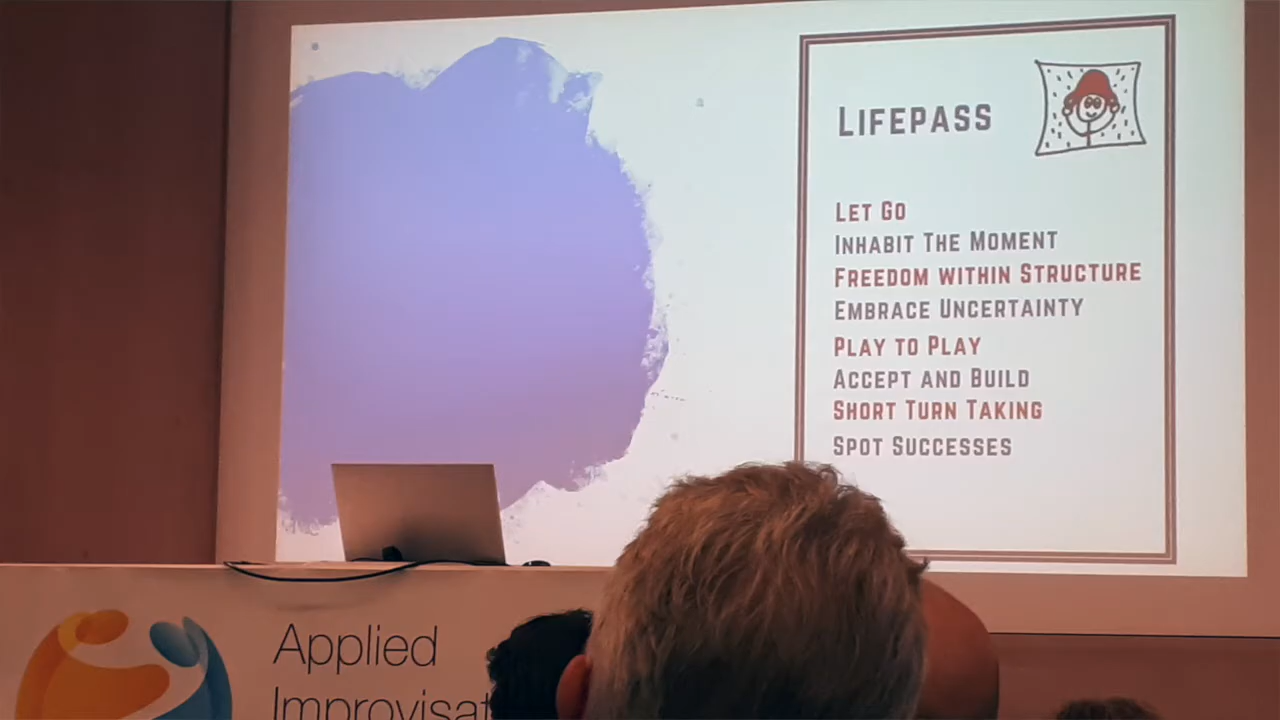 Lifepass
Let Go
Inhabit The Moment
Freedom within Structure
Embrace Uncertainty
Play to Play
Accept and Build
Short Turn Taking
Spot Successes
Applied
Improvisat